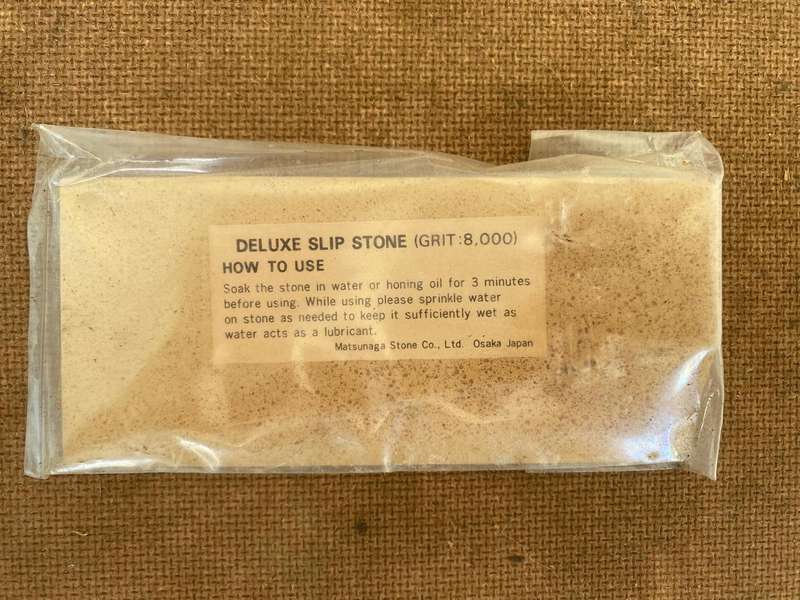 DELUXE SLIP STONE (GRIT:8,000)
HOW TO USE
Soak the stone in water or honing oil for 3 minutes
before using. While using please sprinkle water
on stone as needed to keep it sufficiently wet as
water acts as a lubricant.
Matsunaga Stone Co., Ltd. Osaka Japan